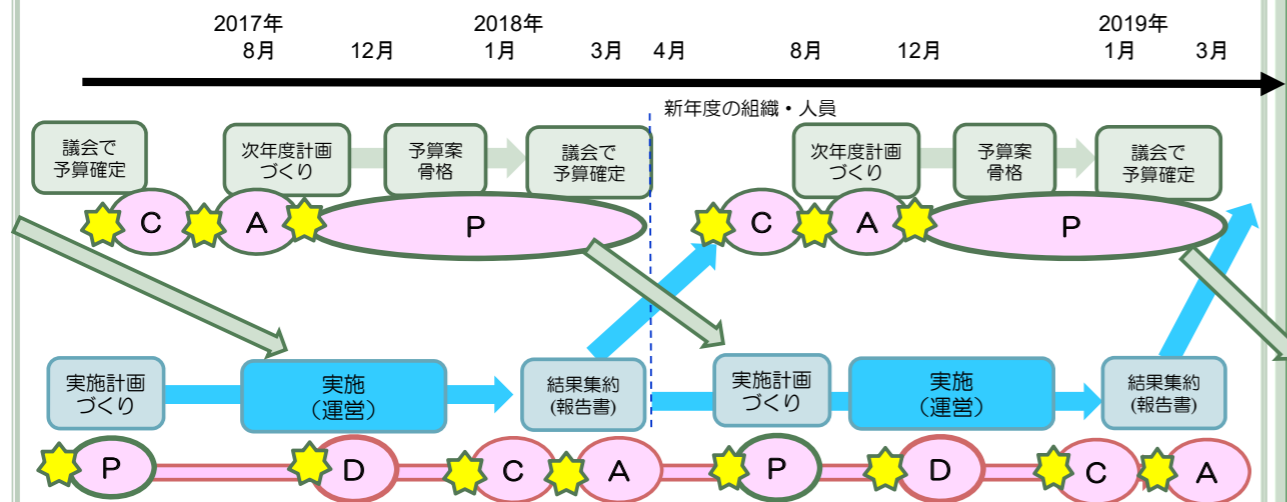 2017年
8月
12月
2018年
1月
3月
4月
8月
12月
2019年
1月
3月
新年度の組織・人員
議会で
予算確定
次年度計画
づくり
予算案
骨格
議会で
予算確定
次年度計画
づくり
予算案
骨格
議会で
予算確定
C
A
P
C
A
P
実施計画
づくり
実施
（運営）
結果集約
(報告書)
実施計画
づくり
実施
（運営）
結果集約
(報告書)
P
D
C
A
P
D
C
A